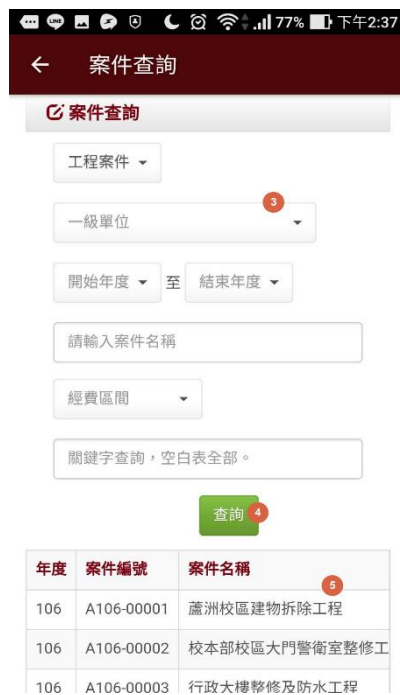 77% 下午2:37
案件查詢
案件查詢
工程案件
3
一級單位
開始年度 至 結束年度
請輸入案件名稱
經費區間
關鍵字查詢，空白表全部。
查詢 4
年度 案件編號 案件名稱
5
106 A106-00001 蘆洲校區建物拆除工程
106 A106-00002 校本部校區大門警衛室整修工
106 A106-00003 行政大樓整修及防水工程